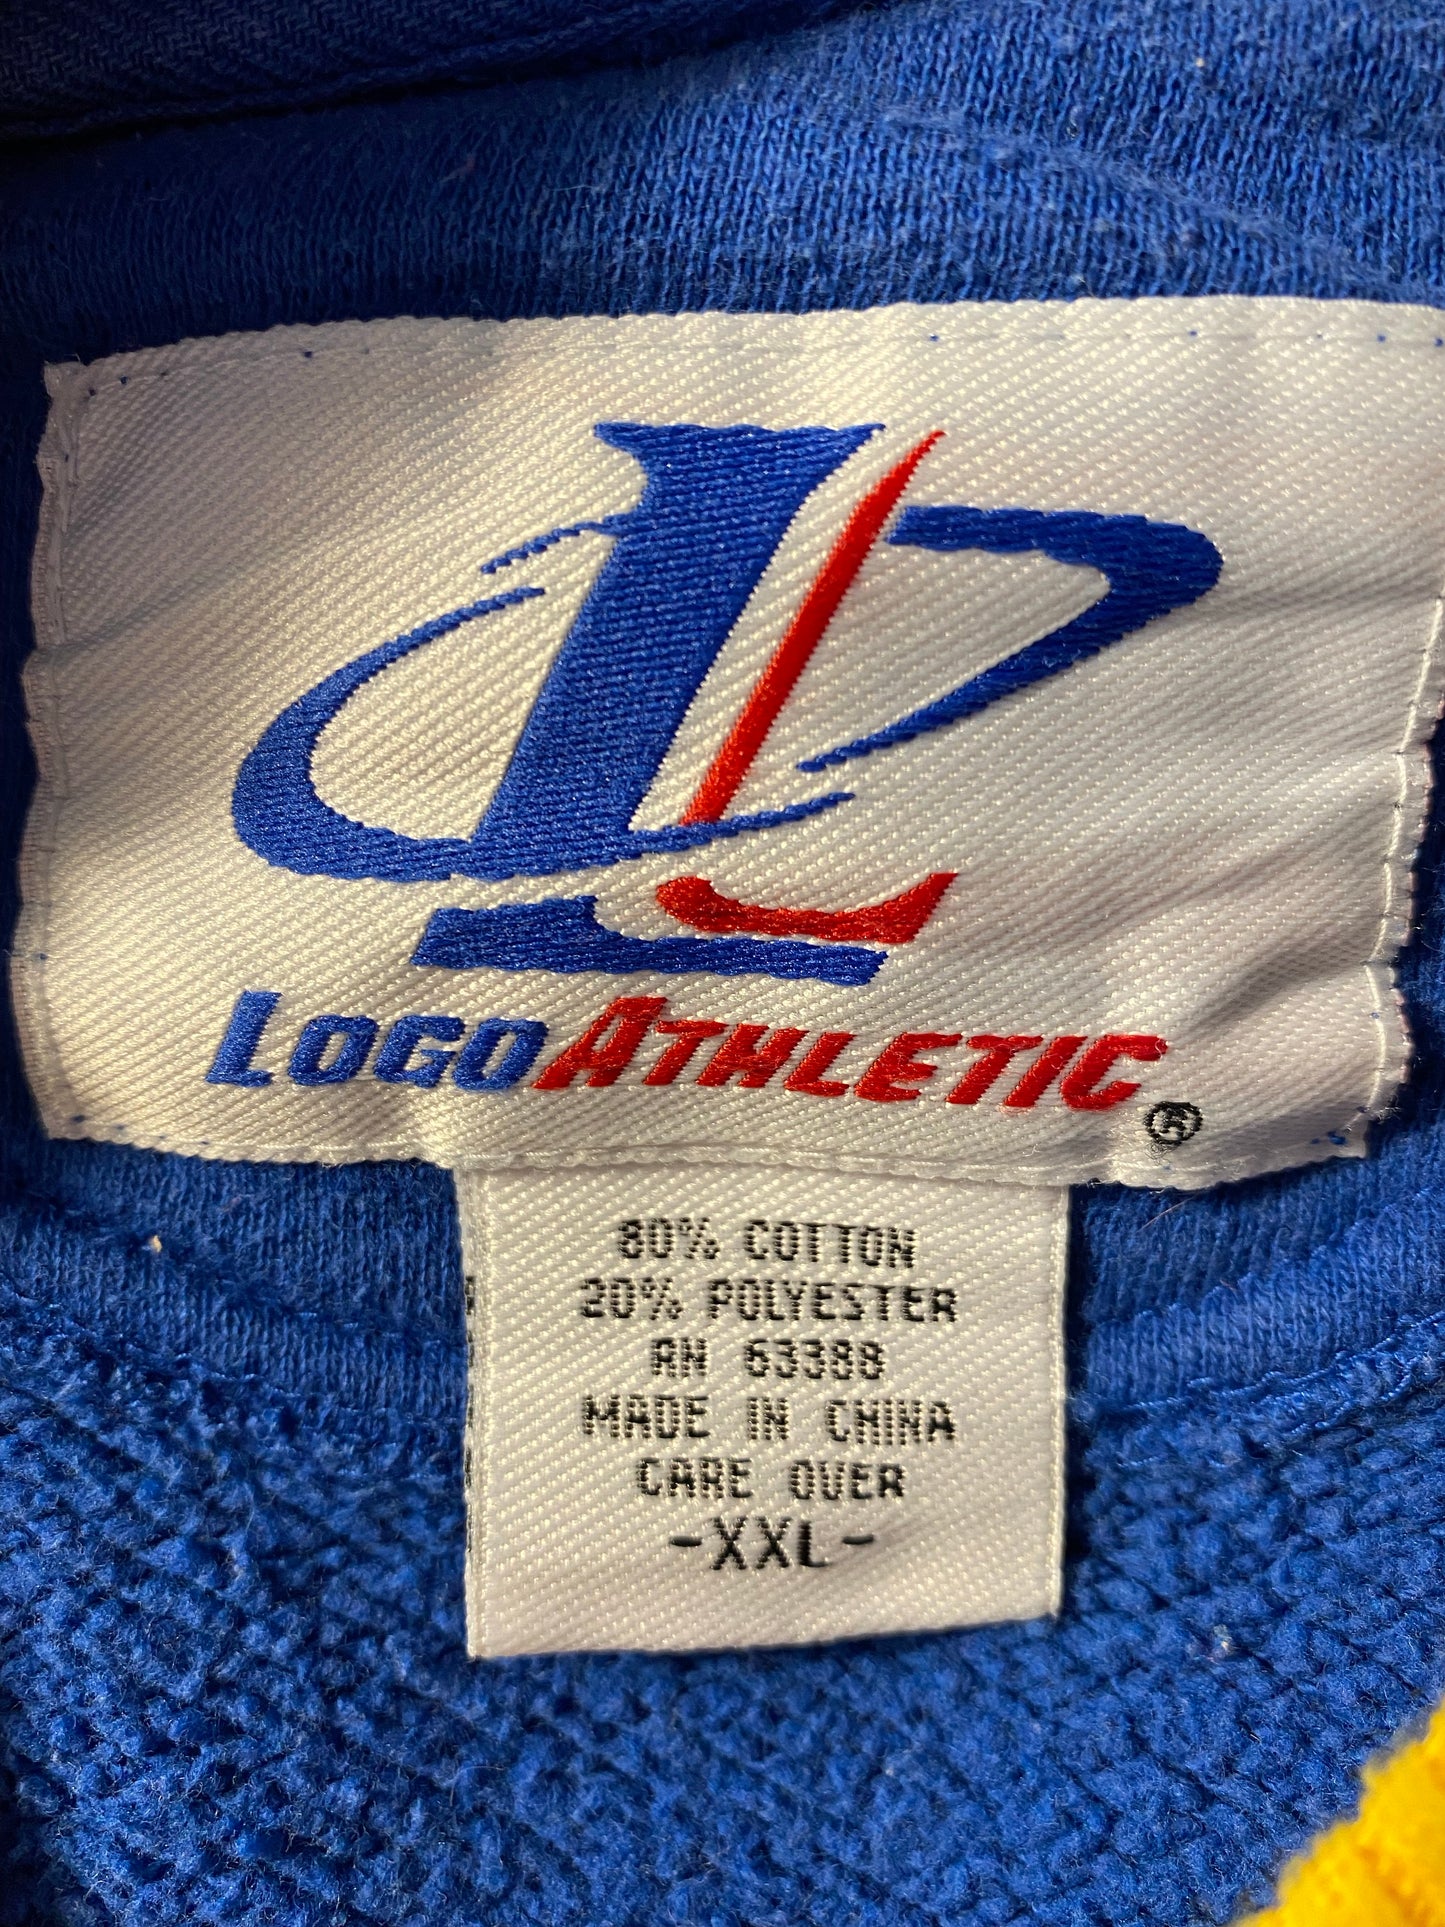 LOGO ATHLETIC ®
80% COTTON
20% POLYESTER
RN 63388
MADE IN CHINA
CARE OVER
-XXL-